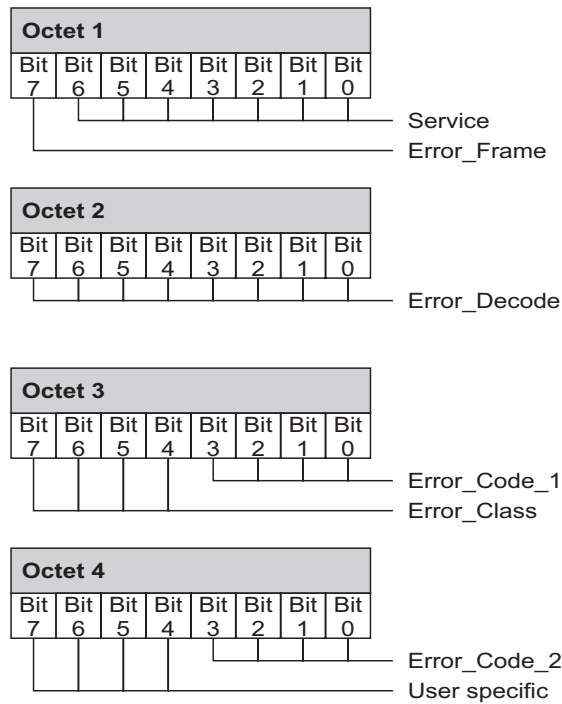 Octet 1
Bit Bit Bit Bit Bit Bit Bit Bit
7 6 5 4 3 2 1 0
Service
Error_Frame
Octet 2
Bit Bit Bit Bit Bit Bit Bit Bit
7 6 5 4 3 2 1 0
Error_Decode
Octet 3
Bit Bit Bit Bit Bit Bit Bit Bit
7 6 5 4 3 2 1 0
Error_Code_1
Error_Class
Octet 4
Bit Bit Bit Bit Bit Bit Bit Bit
7 6 5 4 3 2 1 0
Error_Code_2
User specific